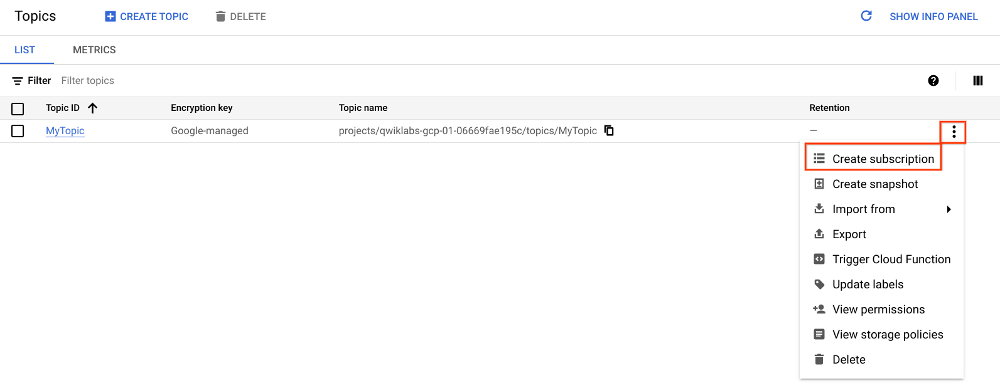 Topics CREATE TOPIC DELETE SHOW INFO PANEL
LIST METRICS
Filter Filter topics
Topic ID Encryption key Topic name Retention
MyTopic Google-managed projects/qwiklabs-gcp-01-06669fae195c/topics/MyTopic –
Create subscription
Create snapshot
Import from
Export
Trigger Cloud Function
Update labels
View permissions
View storage policies
Delete